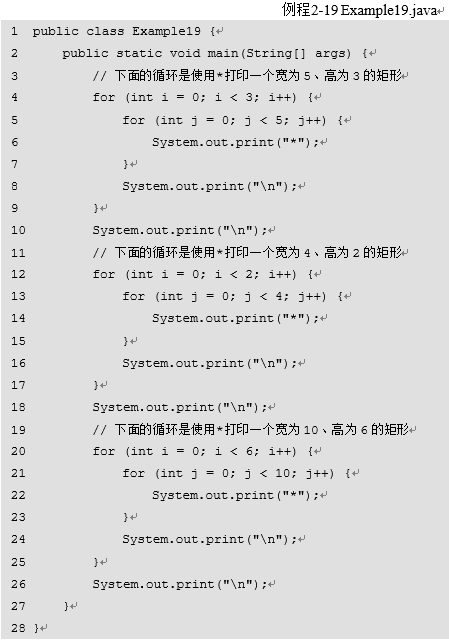 例程2-19 Example19.java↵
1 public class Example19 {↵
2     public static void main(String[] args) {↵
3         // 下面的循环是使用*打印一个宽为5、高为3的矩形↵
4         for (int i = 0; i < 3; i++) {↵
5             for (int j = 0; j < 5; j++) {↵
6                 System.out.print("*");↵
7             }↵
8             System.out.print("\n");↵
9         }↵
10         System.out.print("\n");↵
11         // 下面的循环是使用*打印一个宽为4、高为2的矩形↵
12         for (int i = 0; i < 2; i++) {↵
13             for (int j = 0; j < 4; j++) {↵
14                 System.out.print("*");↵
15             }↵
16             System.out.print("\n");↵
17         }↵
18         System.out.print("\n");↵
19         // 下面的循环是使用*打印一个宽为10、高为6的矩形↵
20         for (int i = 0; i < 6; i++) {↵
21             for (int j = 0; j < 10; j++) {↵
22                 System.out.print("*");↵
23             }↵
24             System.out.print("\n");↵
25         }↵
26         System.out.print("\n");↵
27     }↵
28 }↵